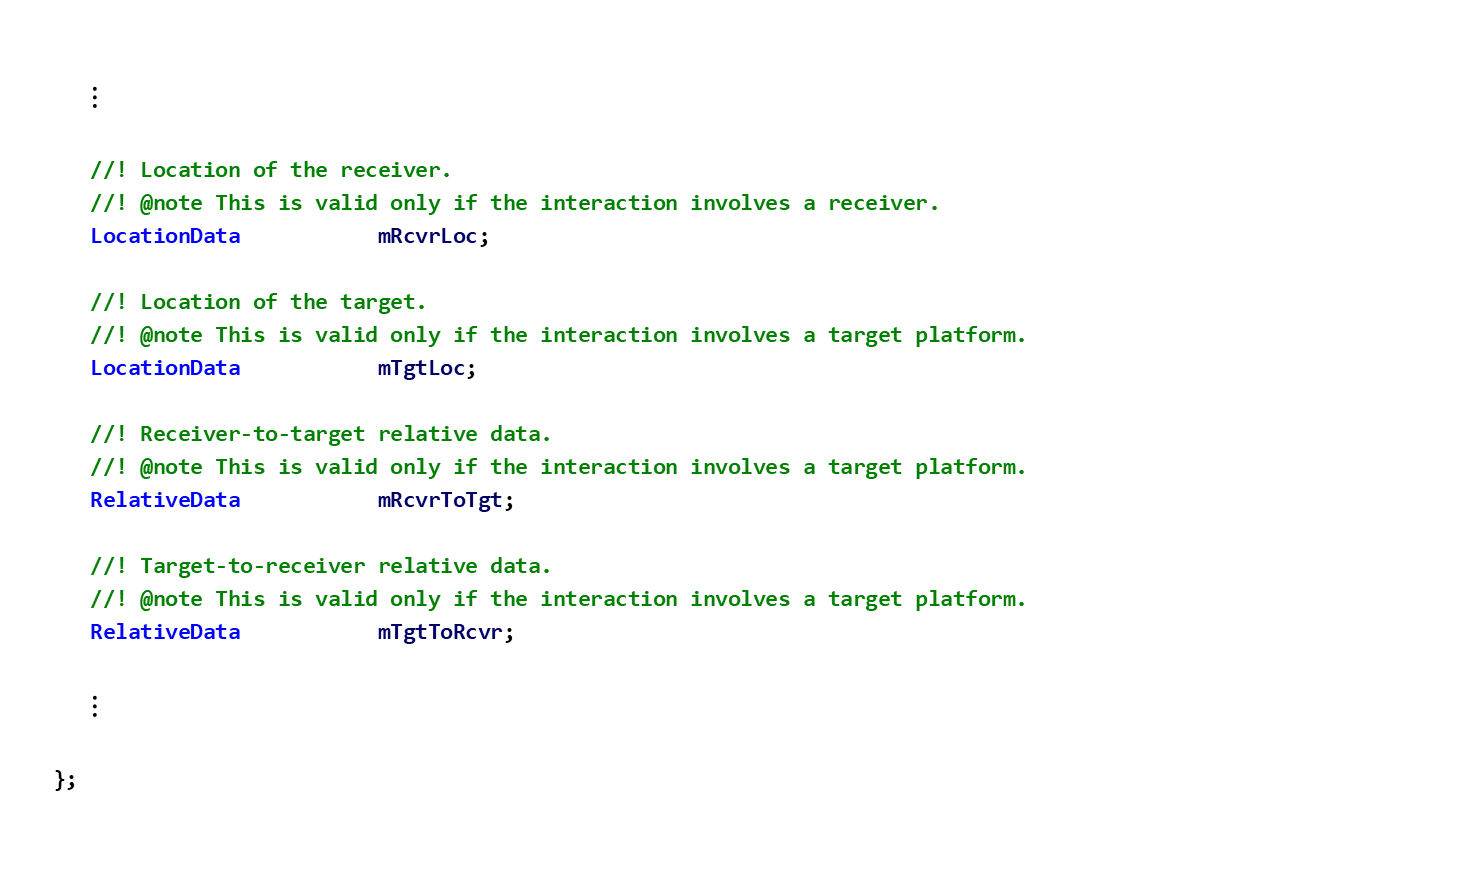 ⋮
//! Location of the receiver.
//! @note This is valid only if the interaction involves a receiver.
LocationData           mRcvrLoc;
//! Location of the target.
//! @note This is valid only if the interaction involves a target platform.
LocationData           mTgtLoc;
//! Receiver-to-target relative data.
//! @note This is valid only if the interaction involves a target platform.
RelativeData           mRcvrToTgt;
//! Target-to-receiver relative data.
//! @note This is valid only if the interaction involves a target platform.
RelativeData           mTgtToRcvr;
⋮
};